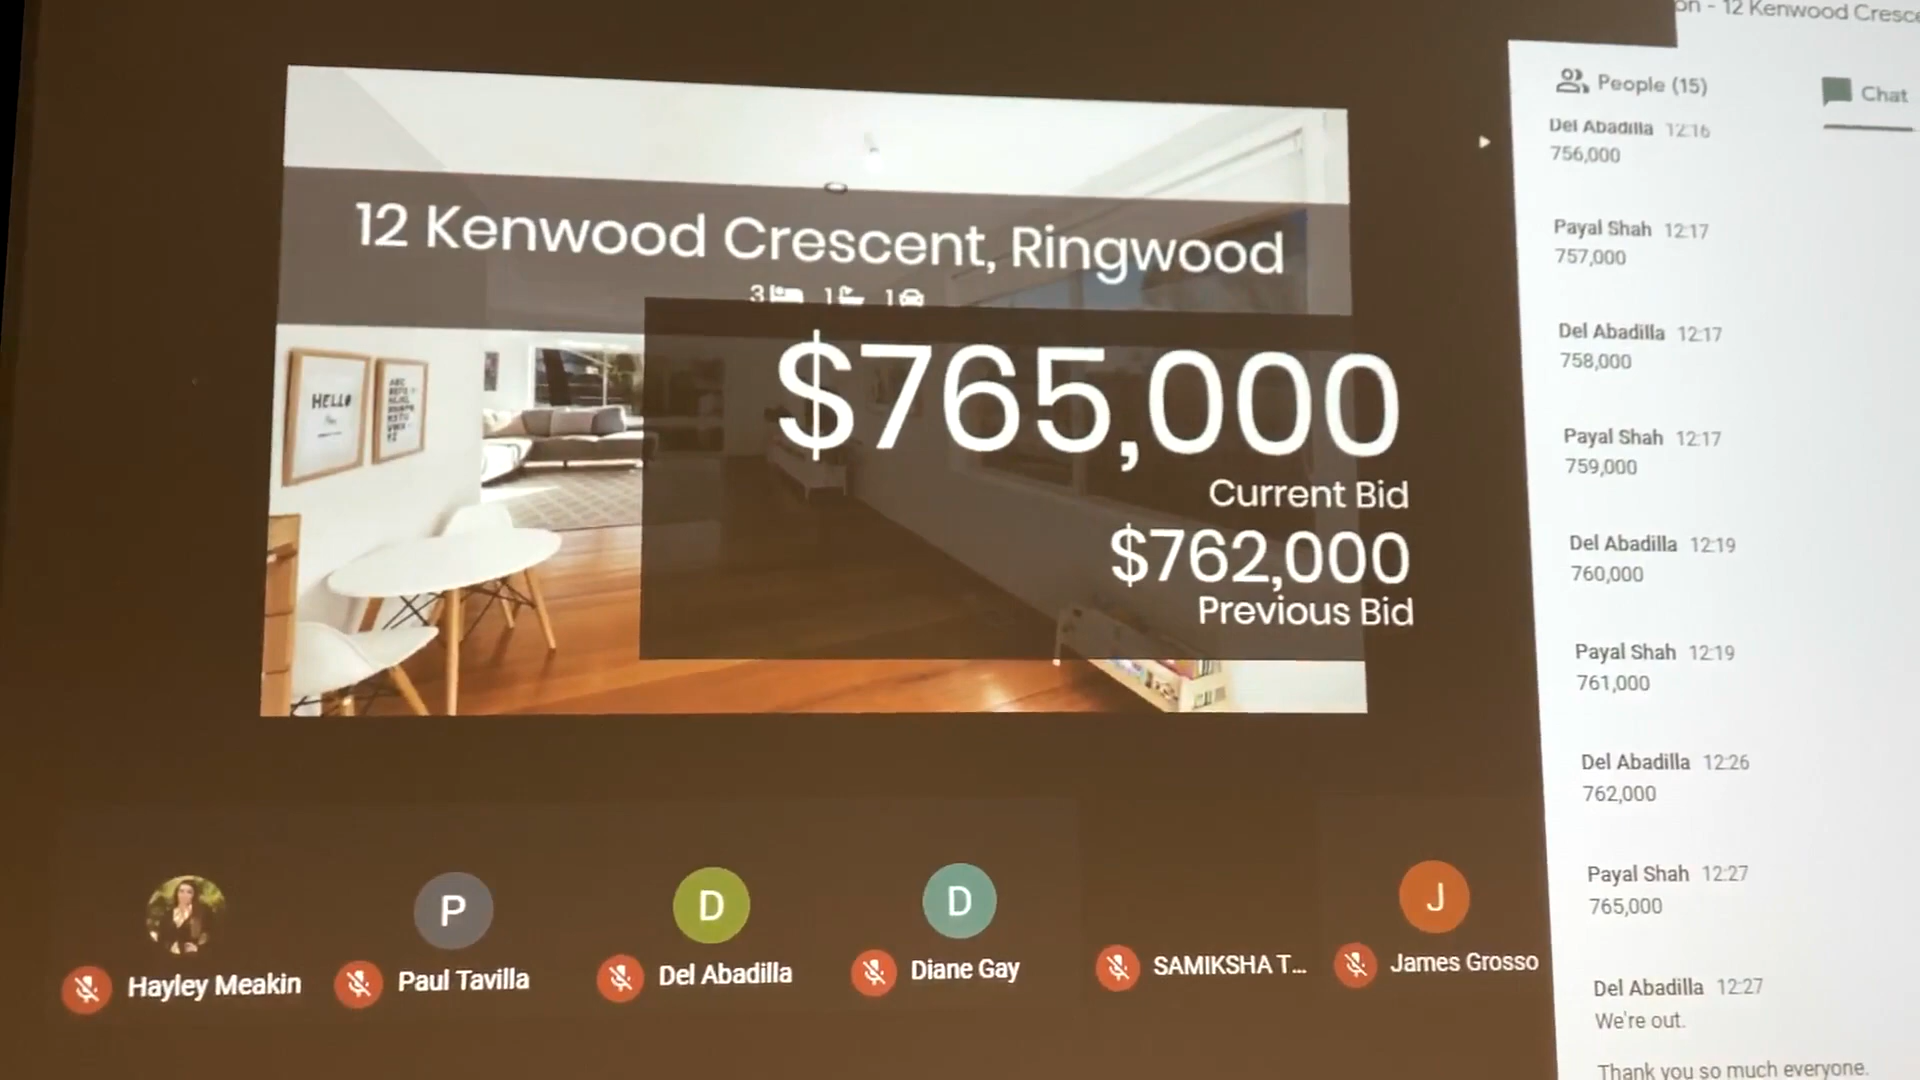 on - 12 Kenwood Cresce
People (15)
Chat
12 Kenwood Crescent, Ringwood
3 1 1
$765,000
Current Bid
$762,000
Previous Bid
HELLO
Del Abadilla 12:16
756,000
Payal Shah 12:17
757,000
Del Abadilla 12:17
758,000
Payal Shah 12:17
759,000
Del Abadilla 12:19
760,000
Payal Shah 12:19
761,000
Del Abadilla 12:26
762,000
Payal Shah 12:27
765,000
Del Abadilla 12:27
We're out.
Thank you so much everyone.
P
D
D
J
Hayley Meakin
Paul Tavilla
Del Abadilla
Diane Gay
SAMIKSHA T...
James Grosso